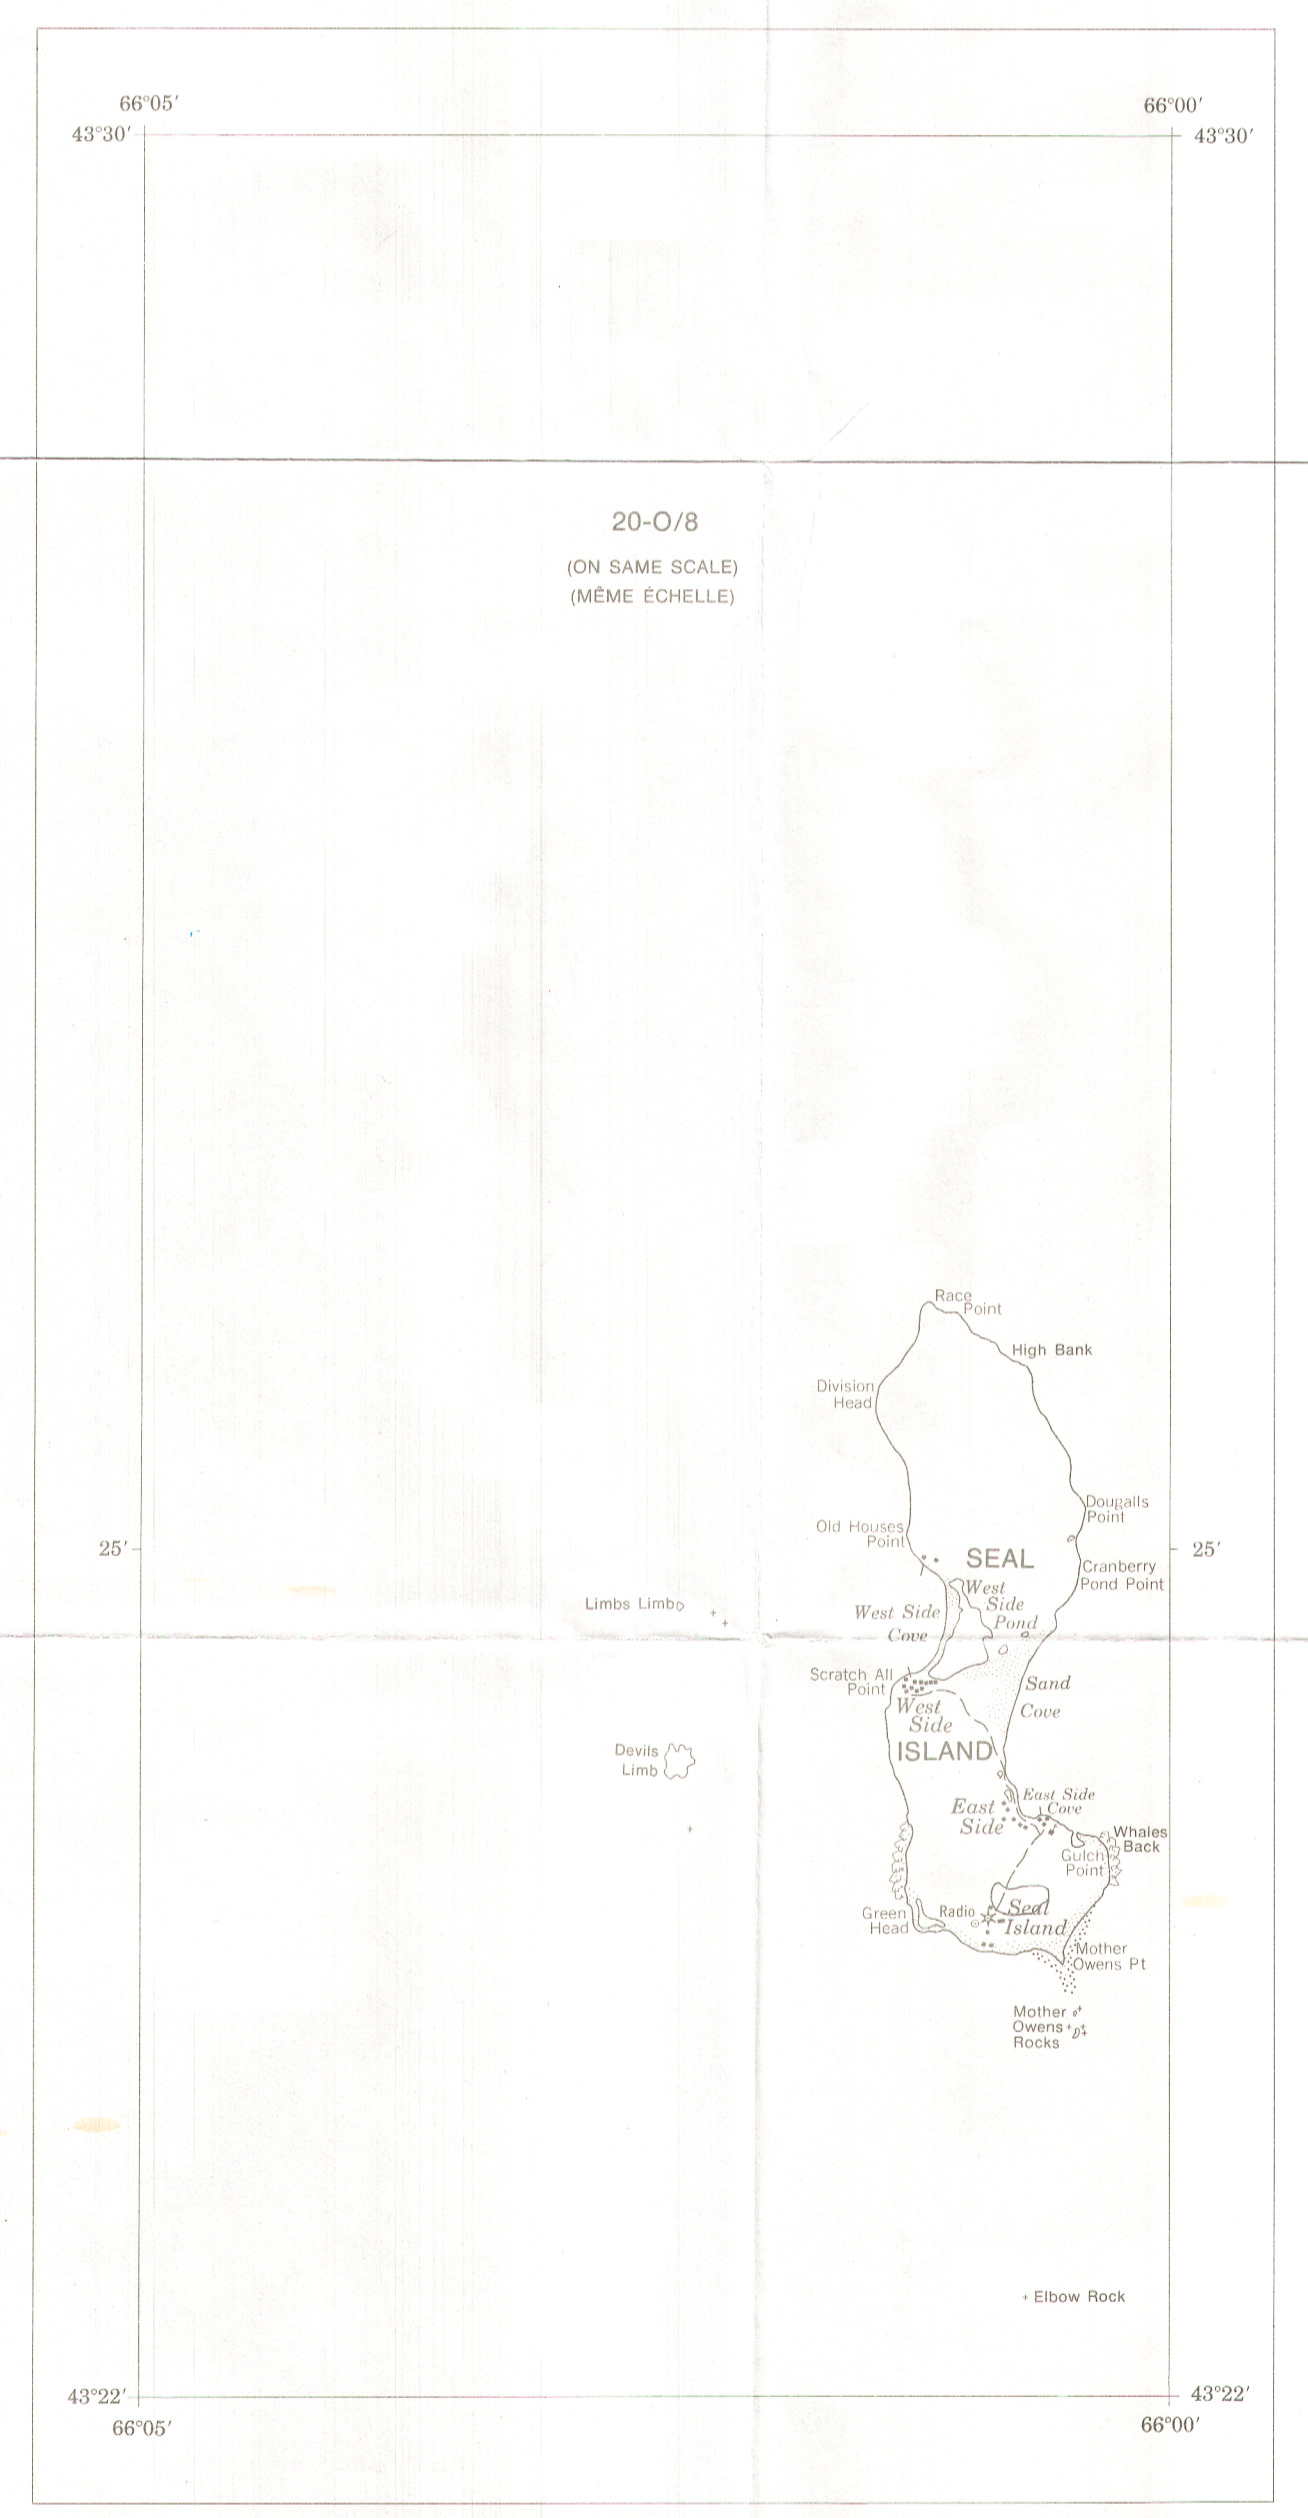 66°05′
66°00′
43°30′
43°30′
20-O/8
(ON SAME SCALE)
(MÊME ÉCHELLE)
Race
Point
High Bank
Division
Head
Dougalls
Point
Old Houses
Point
25′
25′
SEAL
Cranberry
Pond Point
West
Side
Pond
Limbs Limb
West Side
Cove
Scratch All
Point
Sand
Cove
West
Side
ISLAND
Devils
Limb
East Side
Cove
East
Side
Whales
Back
Gulch
Point
Green
Head
Radio
Seal
Island
Mother
Owens Pt
Mother
Owens
Rocks
Elbow Rock
43°22′
43°22′
66°05′
66°00′